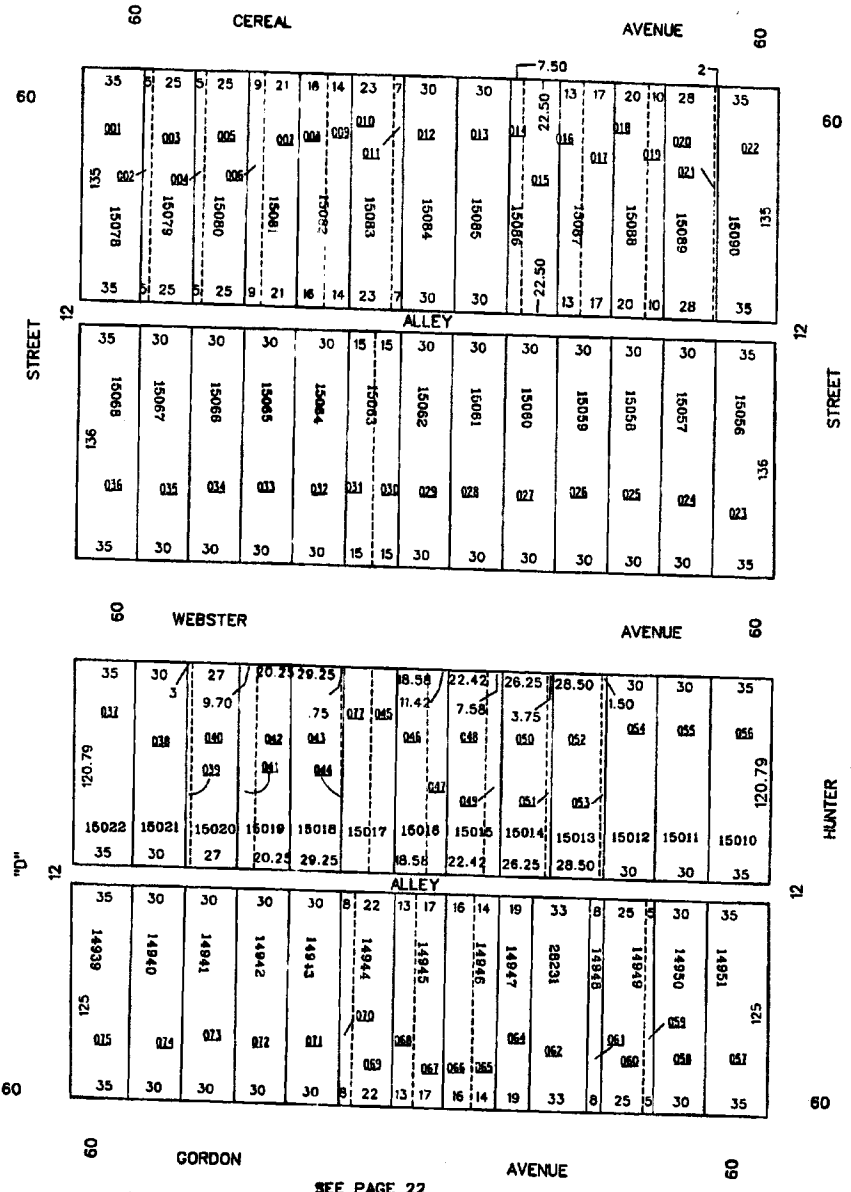 60 CEREAL AVENUE 60
7.50 2
60 35 5 25 5 25 9 21 16 14 23 7 30 30 22.50 13 17 20 10 28 35 60
001 003 005 007 008 009 010 012 013 014 016 018 020 022
002 004 006 011 015 017 019 021
135 15078 15079 15080 15081 15082 15083 15084 15085 15086 15087 15088 15089 15090 135
35 5 25 5 25 9 21 16 14 23 7 30 30 22.50 13 17 20 10 28 35
STREET 12 ALLEY 12 STREET
35 30 30 30 30 15 15 30 30 30 30 30 30 35
15068 15067 15066 15065 15064 15063 15062 15061 15060 15059 15058 15057 15056
136 136
036 035 034 033 032 031 030 029 028 027 026 025 024 023
35 30 30 30 30 15 15 30 30 30 30 30 30 35
60 WEBSTER AVENUE 60
35 30 3 27 9.70 20.25 29.25 .75 18.58 11.42 22.42 7.58 26.25 3.75 28.50 1.50 30 30 35
037 038 040 042 043 077 045 046 048 050 052 054 055 056
039 041 044 047 049 051 053
120.79 120.79
15022 15021 15020 15019 15018 15017 15016 15015 15014 15013 15012 15011 15010
35 30 27 20.25 29.25 18.58 22.42 26.25 28.50 30 30 35
"D" 12 ALLEY 12 HUNTER
35 30 30 30 30 8 22 13 17 16 14 19 33 8 25 5 30 35
14939 14940 14941 14942 14943 14944 14945 14946 14947 28231 14948 14949 14950 14951
125 125
070 059
075 074 073 072 071 069 068 067 066 065 064 062 061 060 058 057
60 35 30 30 30 30 8 22 13 17 16 14 19 33 8 25 5 30 35 60
60 GORDON AVENUE 60
SEE PAGE 22